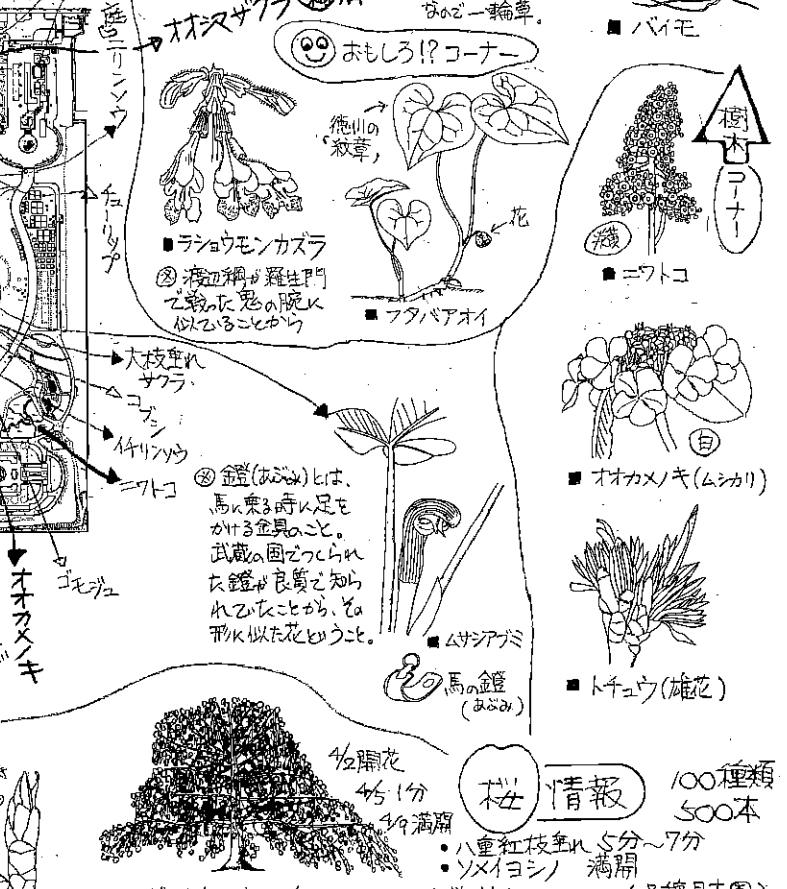 オオシマザクラ
なので一輪草。
■ バイモ
ニリンソウ
おもしろ!? コーナー
樹木
コーナー
徳川の
「紋章」
花
チューリップ
■ ラショウモンカズラ
※ 渡辺綱が羅生門
で戦った鬼の腕に
似ていることから
■ フタバアオイ
■ ニワトコ
大枝垂れ
サクラ
コブシ
イチリンソウ
ニワトコ
ゴモジュ
オオカメノキ
※ 鐙(あぶみ)とは、
馬に乗る時に足を
かける金具のこと。
武蔵の国でつくられ
た鐙が良質で知ら
れていたことから、その
形に似た花ということ。
■ ムサシアブミ
馬の鐙
(あぶみ)
白
■ オオカメノキ(ムシカリ)
■ トチュウ(雄花)
4/2開花
4/5 1分
4/9満開
桜情報
100種類
500本
・八重紅枝垂れ 5分〜7分
・ソメイヨシノ 満開